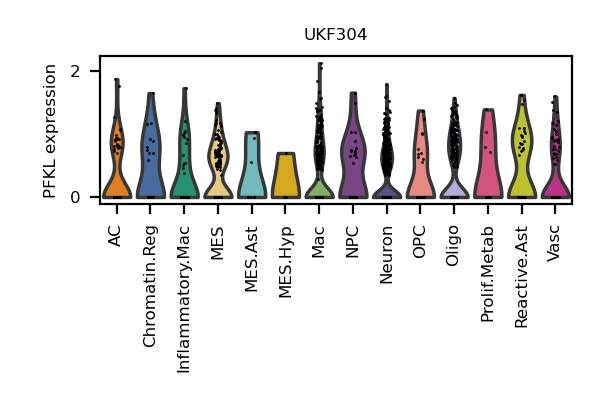 UKF304
PFKL expression
2
0
AC
Chromatin.Reg
Inflammatory.Mac
MES
MES.Ast
MES.Hyp
Mac
NPC
Neuron
OPC
Oligo
Prolif.Metab
Reactive.Ast
Vasc